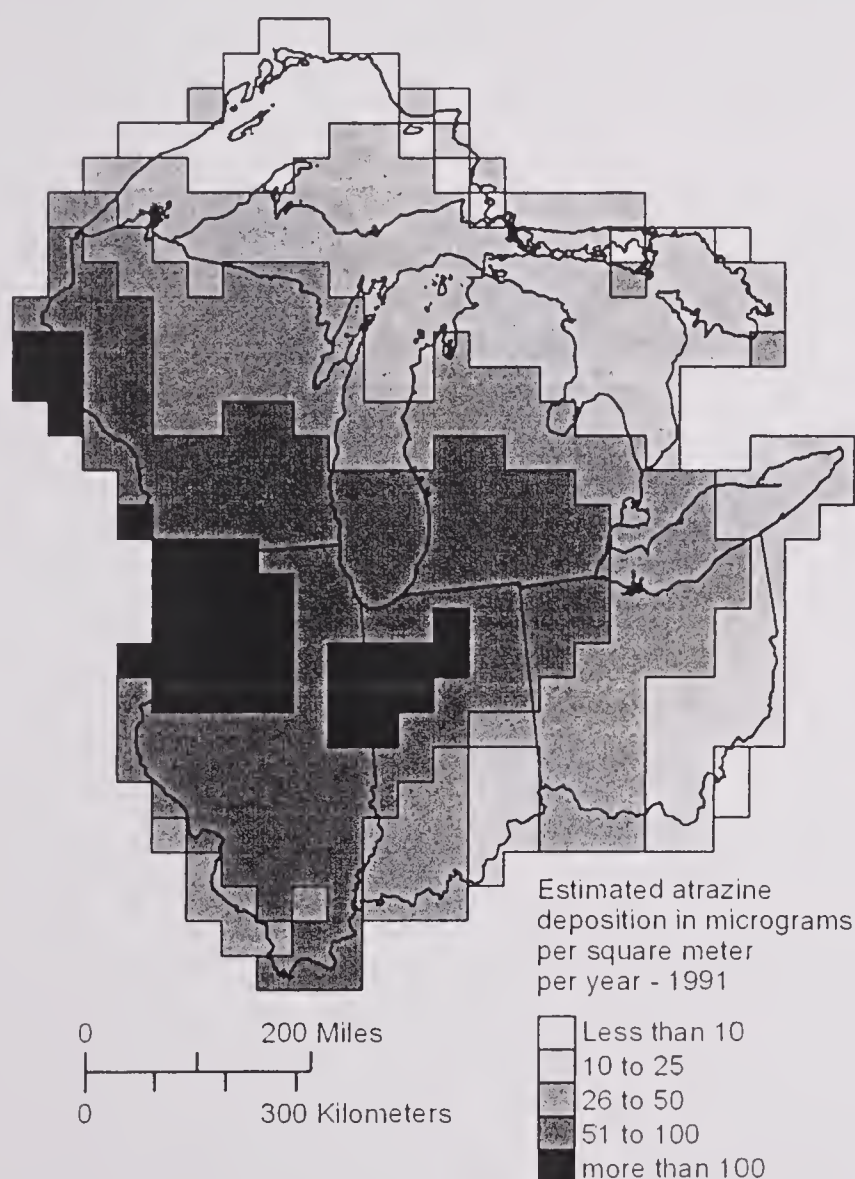 Estimated atrazine
deposition in micrograms
per square meter
per year - 1991
Less than 10
10 to 25
26 to 50
51 to 100
more than 100
0 200 Miles
0 300 Kilometers